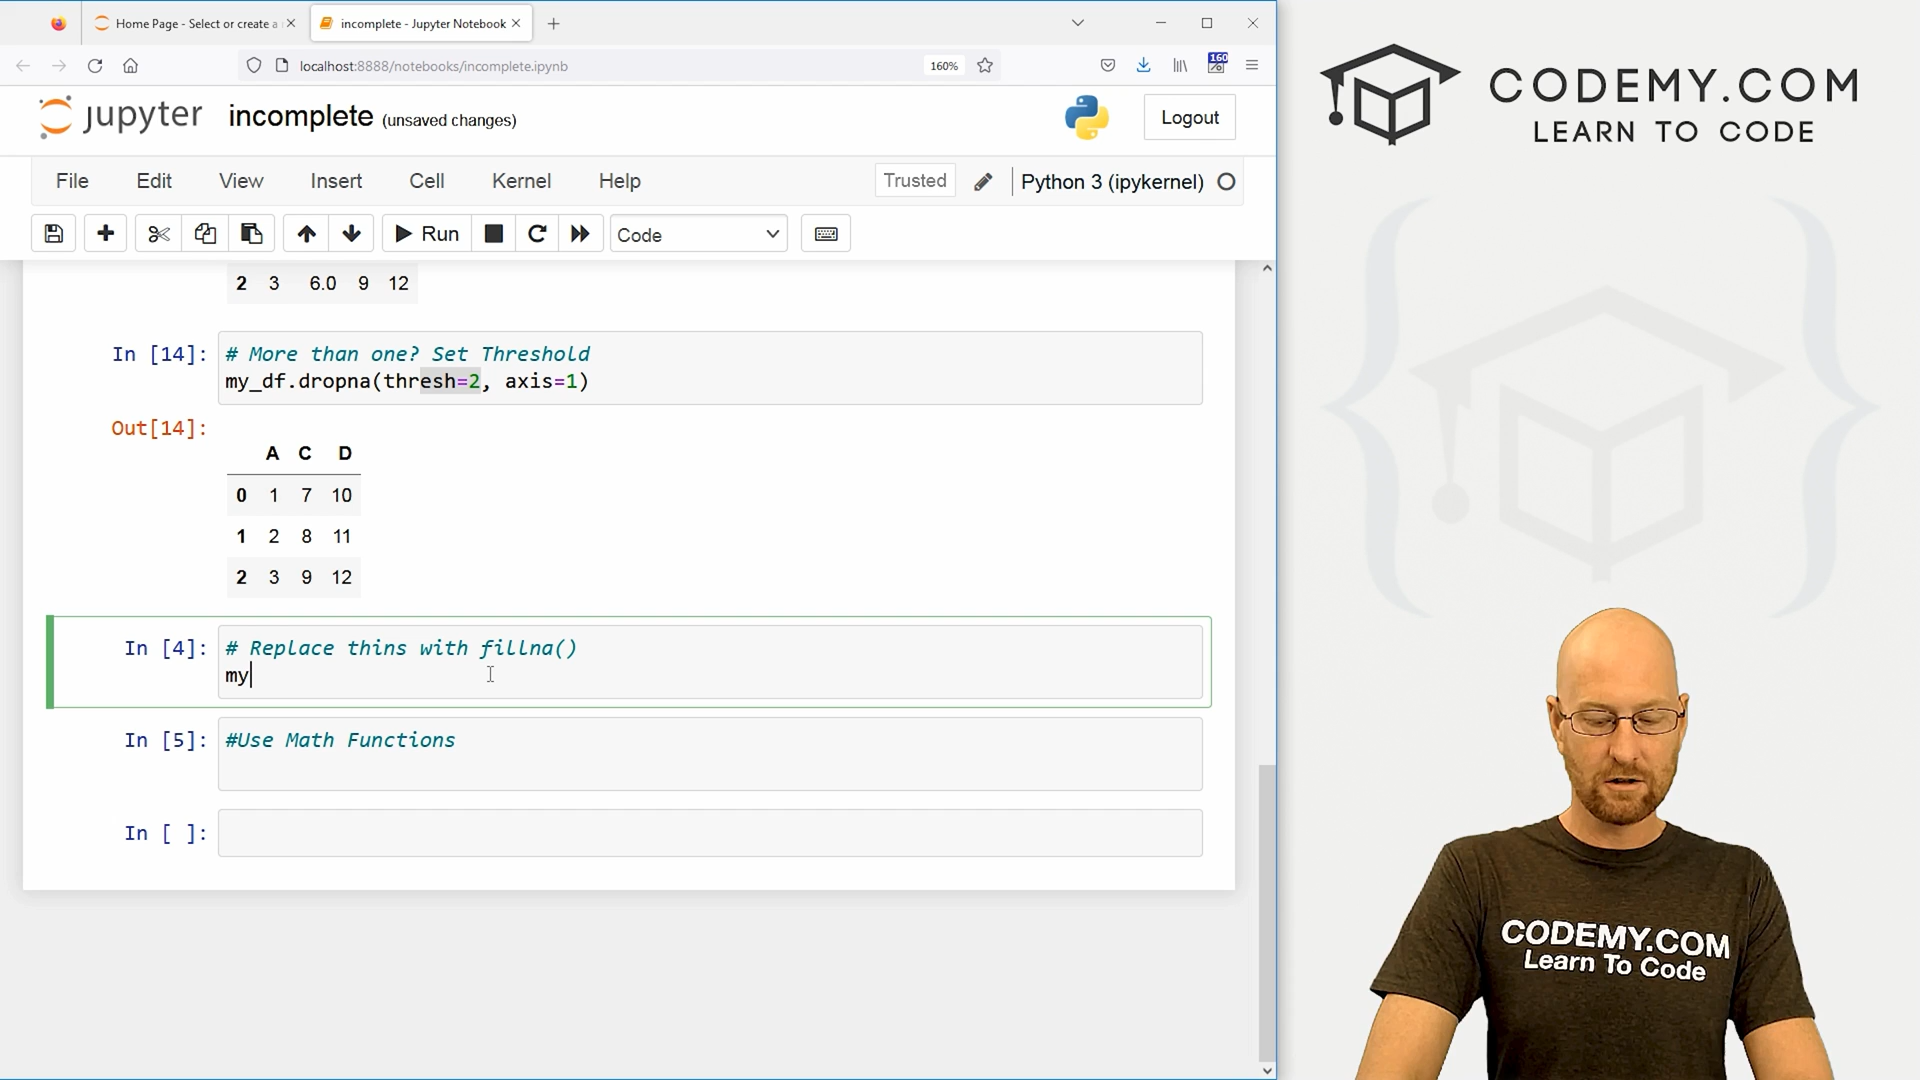 Home Page - Select or create a
incomplete - Jupyter Notebook
localhost:8888/notebooks/incomplete.ipynb
160%
160
jupyter incomplete (unsaved changes)
Logout
File Edit View Insert Cell Kernel Help
Trusted
Python 3 (ipykernel)
Run
Code
2 3 6.0 9 12
In [14]: # More than one? Set Threshold
my_df.dropna(thresh=2, axis=1)
Out[14]:
A C D
0 1 7 10
1 2 8 11
2 3 9 12
In [4]: # Replace thins with fillna()
my
In [5]: #Use Math Functions
In [ ]:
CODEMY.COM
LEARN TO CODE
CODEMY.COM
Learn To Code